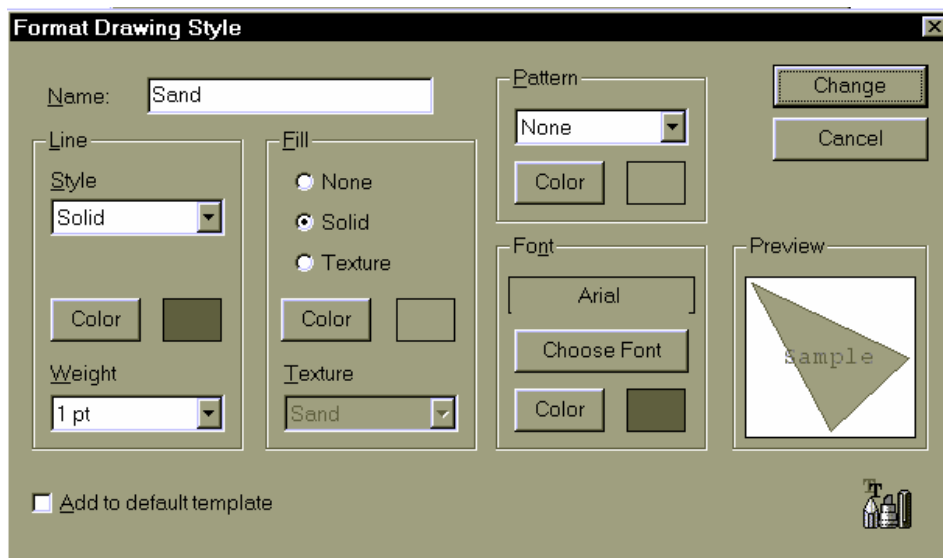 Format Drawing Style
Name:
Sand
Line
Style
Solid
Color
Weight
1 pt
Fill
None
Solid
Texture
Color
Texture
Sand
Pattern
None
Color
Font
Arial
Choose Font
Color
Change
Cancel
Preview
Sample
Add to default template